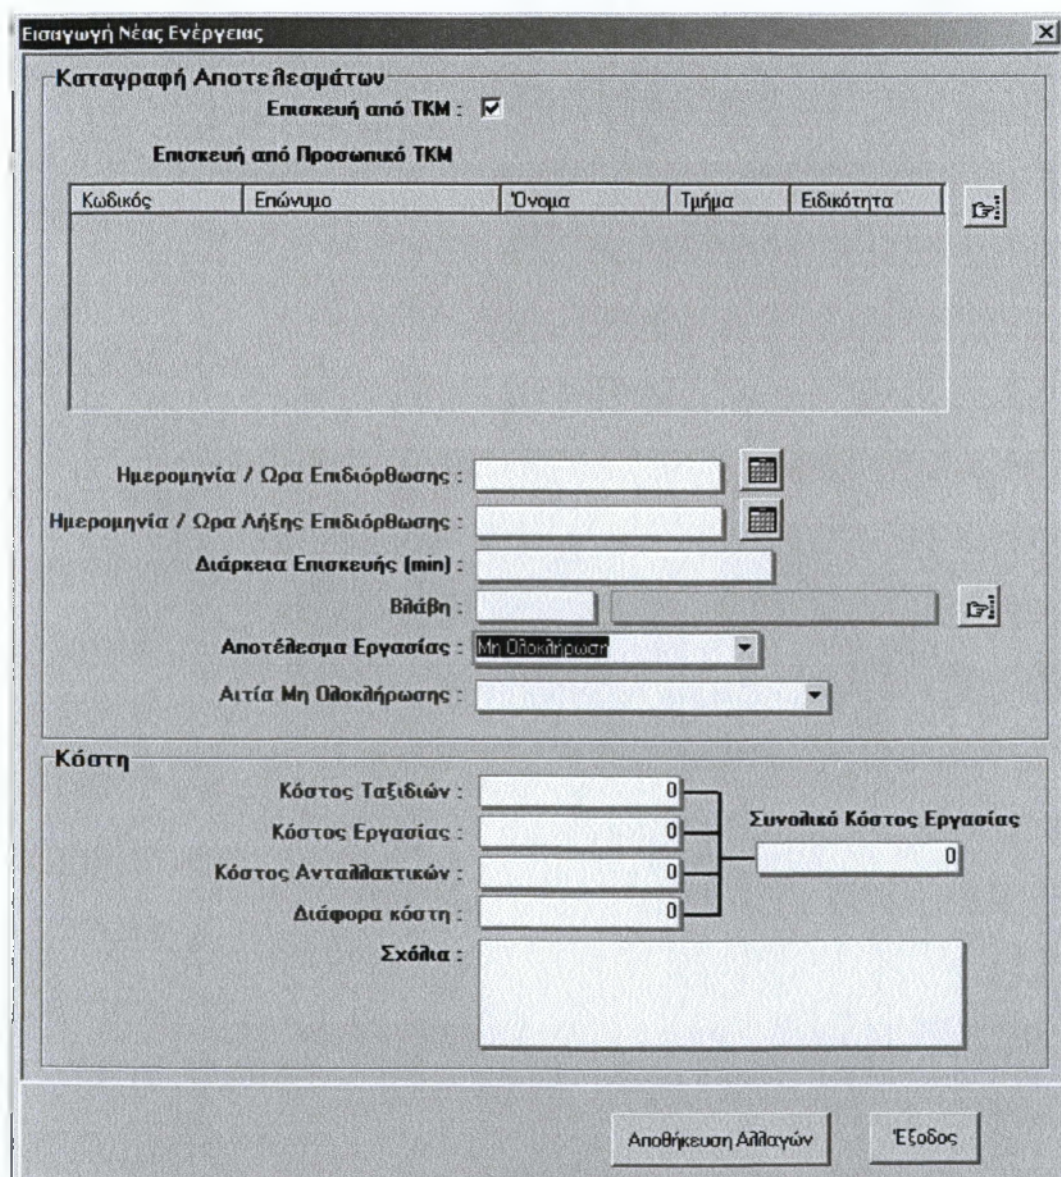 Εισαγωγή Νέας Ενέργειας
Καταγραφή Αποτελεσμάτων
Επισκευή από ΤΚΜ :
Επισκευή από Προσωπικό ΤΚΜ
Κωδικός Επώνυμο Όνομα Τμήμα Ειδικότητα
Ημερομηνία / Ωρα Επιδιόρθωσης :
Ημερομηνία / Ωρα Λήξης Επιδιόρθωσης :
Διάρκεια Επισκευής (min) :
Βλάβη :
Αποτέλεσμα Εργασίας : Μη Ολοκλήρωση
Αιτία Μη Ολοκλήρωσης :
Κόστη
Κόστος Ταξιδιών : 0
Κόστος Εργασίας : 0
Συνολικό Κόστος Εργασίας
0
Κόστος Ανταλλακτικών : 0
Διάφορα κόστη : 0
Σχόλια :
Αποθήκευση Αλλαγών Έξοδος